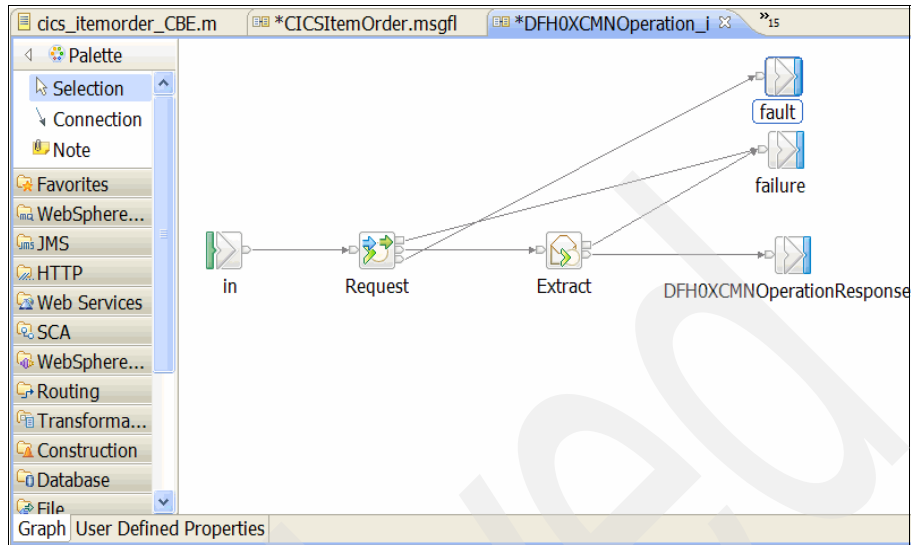 cics_itemorder_CBE.m
*CICSItemOrder.msgfl
*DFH0XCMNOperation_i
»15
Palette
Selection
Connection
Note
Favorites
WebSphere...
JMS
HTTP
Web Services
SCA
WebSphere...
Routing
Transforma...
Construction
Database
File
fault
failure
in
Request
Extract
DFH0XCMNOperationResponse
Graph
User Defined Properties